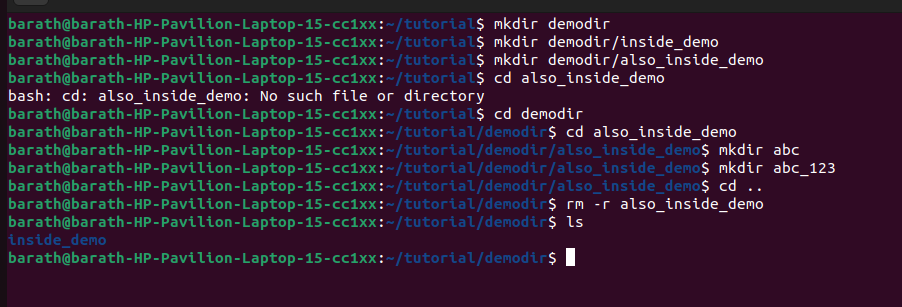 barath@barath-HP-Pavilion-Laptop-15-cc1xx:~/tutorial$ mkdir demodir
barath@barath-HP-Pavilion-Laptop-15-cc1xx:~/tutorial$ mkdir demodir/inside_demo
barath@barath-HP-Pavilion-Laptop-15-cc1xx:~/tutorial$ mkdir demodir/also_inside_demo
barath@barath-HP-Pavilion-Laptop-15-cc1xx:~/tutorial$ cd also_inside_demo
bash: cd: also_inside_demo: No such file or directory
barath@barath-HP-Pavilion-Laptop-15-cc1xx:~/tutorial$ cd demodir
barath@barath-HP-Pavilion-Laptop-15-cc1xx:~/tutorial/demodir$ cd also_inside_demo
barath@barath-HP-Pavilion-Laptop-15-cc1xx:~/tutorial/demodir/also_inside_demo$ mkdir abc
barath@barath-HP-Pavilion-Laptop-15-cc1xx:~/tutorial/demodir/also_inside_demo$ mkdir abc_123
barath@barath-HP-Pavilion-Laptop-15-cc1xx:~/tutorial/demodir/also_inside_demo$ cd ..
barath@barath-HP-Pavilion-Laptop-15-cc1xx:~/tutorial/demodir$ rm -r also_inside_demo
barath@barath-HP-Pavilion-Laptop-15-cc1xx:~/tutorial/demodir$ ls
inside_demo
barath@barath-HP-Pavilion-Laptop-15-cc1xx:~/tutorial/demodir$